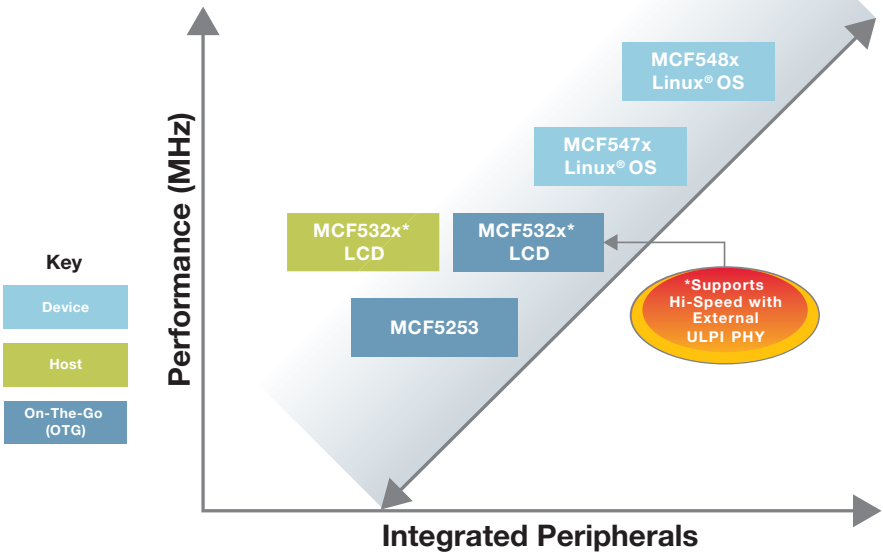 Performance (MHz)
MCF548x
Linux® OS
MCF547x
Linux® OS
MCF532x*
LCD
MCF532x*
LCD
MCF5253
*Supports
Hi-Speed with
External
ULPI PHY
Key
Device
Host
On-The-Go
(OTG)
Integrated Peripherals